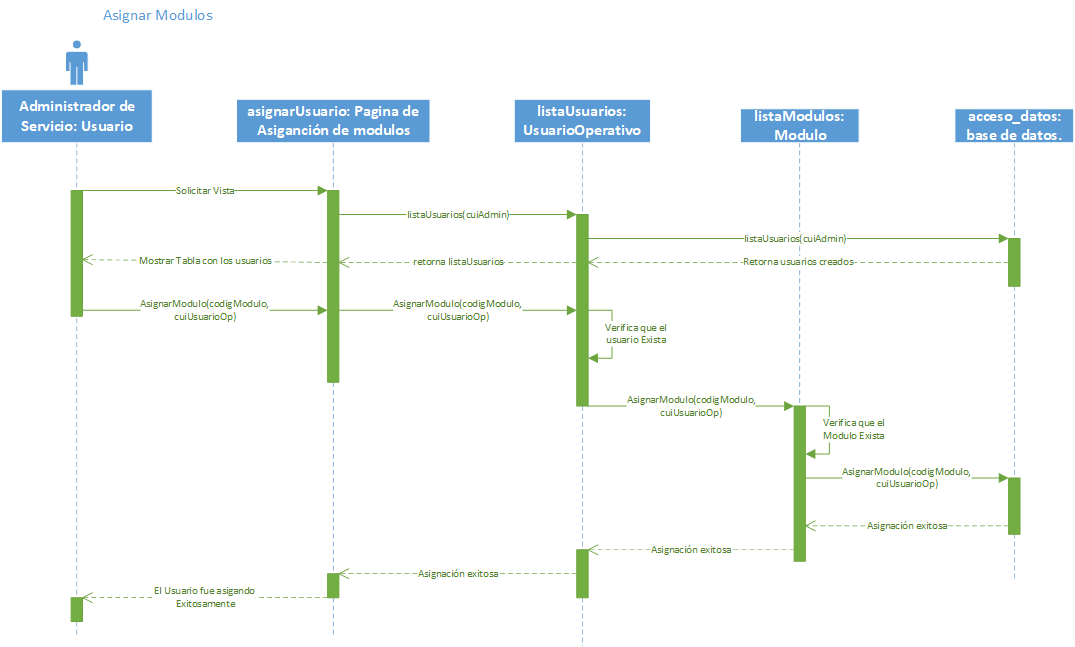 Asignar Modulos
Administrador de
Servicio: Usuario
asignarUsuario: Pagina de
Asiganción de modulos
listaUsuarios:
UsuarioOperativo
listaModulos:
Modulo
acceso_datos:
base de datos.
Solicitar Vista
listaUsuarios(cuiAdmin)
listaUsuarios(cuiAdmin)
Mostrar Tabla con los usuarios
retorna listaUsuarios
Retorna usuarios creados
AsignarModulo(codigModulo,
cuiUsuarioOp)
AsignarModulo(codigModulo,
cuiUsuarioOp)
Verifica que el
usuario Exista
AsignarModulo(codigModulo,
cuiUsuarioOp)
Verifica que el
Modulo Exista
AsignarModulo(codigModulo,
cuiUsuarioOp)
Asignación exitosa
Asignación exitosa
Asignación exitosa
El Usuario fue asigando
Exitosamente